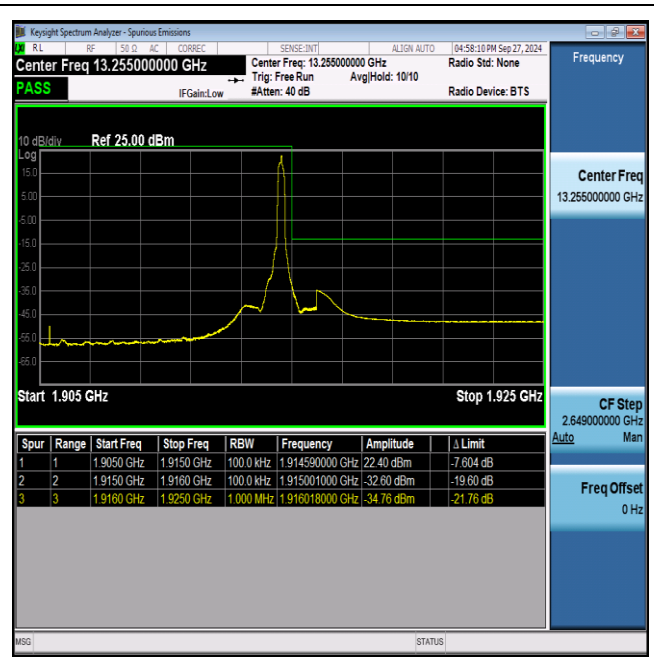 Keysight Spectrum Analyzer - Spurious Emissions
LXI RL RF 50 Ω AC CORREC SENSE:INT ALIGN AUTO 04:58:10 PM Sep 27, 2024
Center Freq 13.255000000 GHz
Center Freq: 13.255000000 GHz
Radio Std: None
Trig: Free Run Avg|Hold: 10/10
PASS
IFGain:Low
#Atten: 40 dB
Radio Device: BTS
10 dB/div Ref 25.00 dBm
Log
15.0
5.00
-5.00
-15.0
-25.0
-35.0
-45.0
-55.0
-65.0
Start 1.905 GHz Stop 1.925 GHz
Spur Range Start Freq Stop Freq RBW Frequency Amplitude Δ Limit
1 1 1.9050 GHz 1.9150 GHz 100.0 kHz 1.914590000 GHz 22.40 dBm -7.604 dB
2 2 1.9150 GHz 1.9160 GHz 100.0 kHz 1.915001000 GHz -32.60 dBm -19.60 dB
3 3 1.9160 GHz 1.9250 GHz 1.000 MHz 1.916018000 GHz -34.76 dBm -21.76 dB
MSG STATUS
Frequency
Center Freq
13.255000000 GHz
CF Step
2.649000000 GHz
Auto Man
Freq Offset
0 Hz